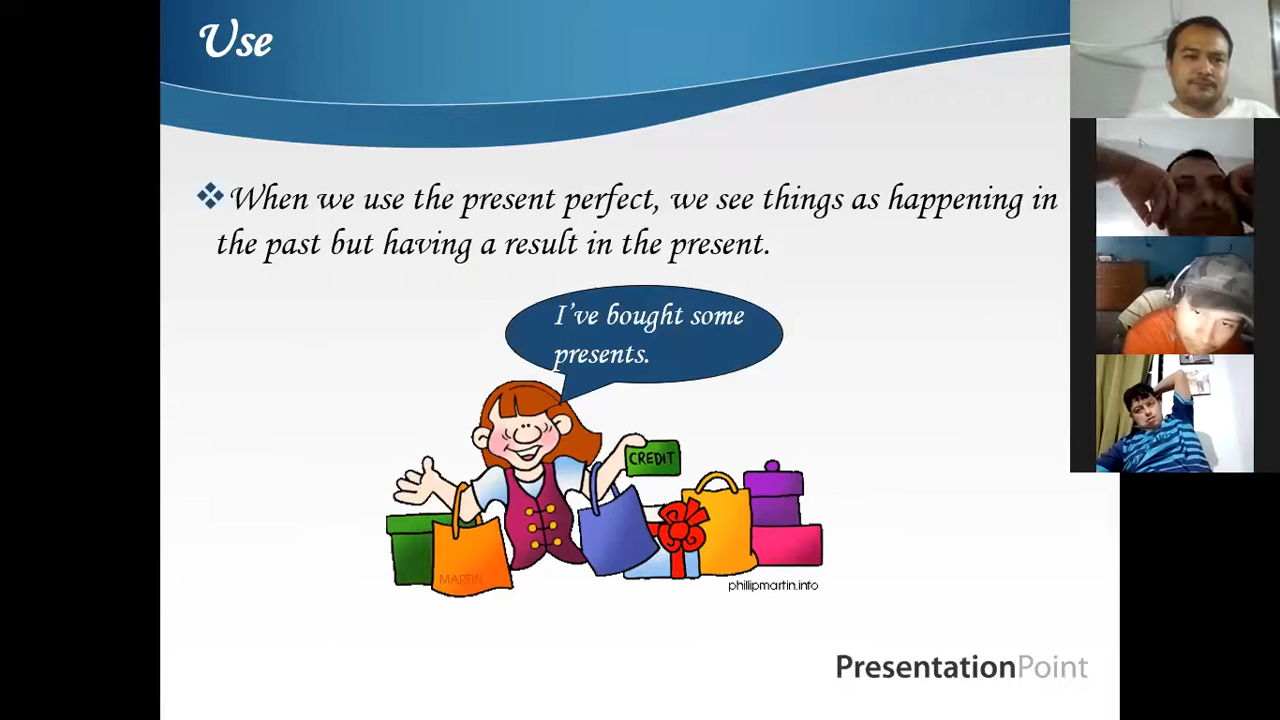 Use
When we use the present perfect, we see things as happening in
the past but having a result in the present.
I've bought some
presents.
CREDIT
MARTIN
phillipmartin.info
PresentationPoint